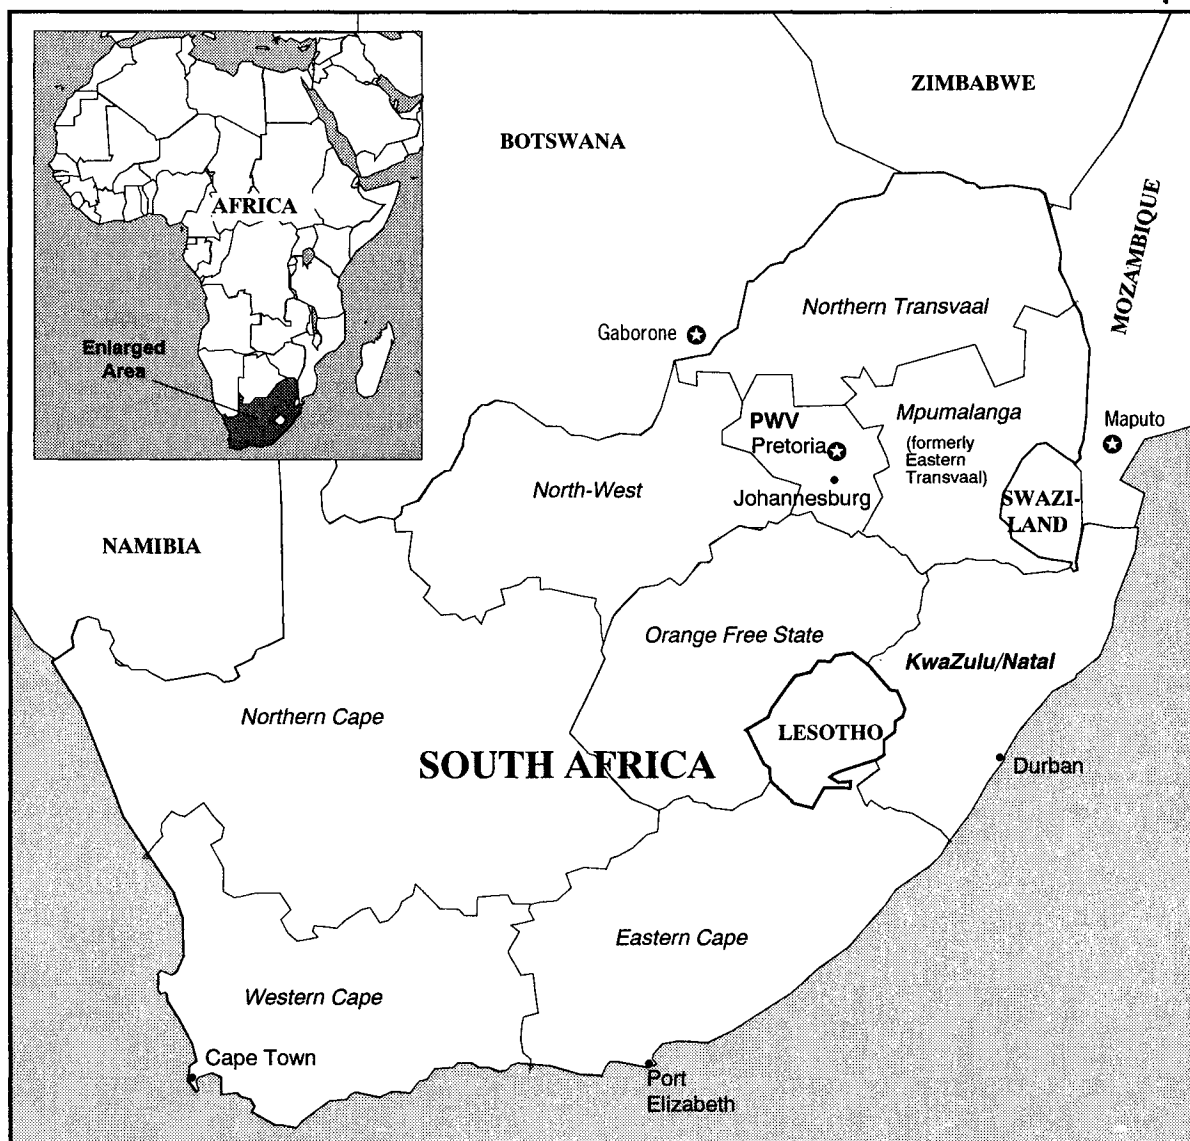 ZIMBABWE
BOTSWANA
AFRICA
MOZAMBIQUE
Northern Transvaal
Gaborone
Enlarged
Area
Mpumalanga
(formerly
Eastern
Transvaal)
PWV
Pretoria
Maputo
Johannesburg
North-West
SWAZI-
LAND
NAMIBIA
Orange Free State
KwaZulu/Natal
Northern Cape
LESOTHO
SOUTH AFRICA
Durban
Eastern Cape
Western Cape
Cape Town
Port
Elizabeth